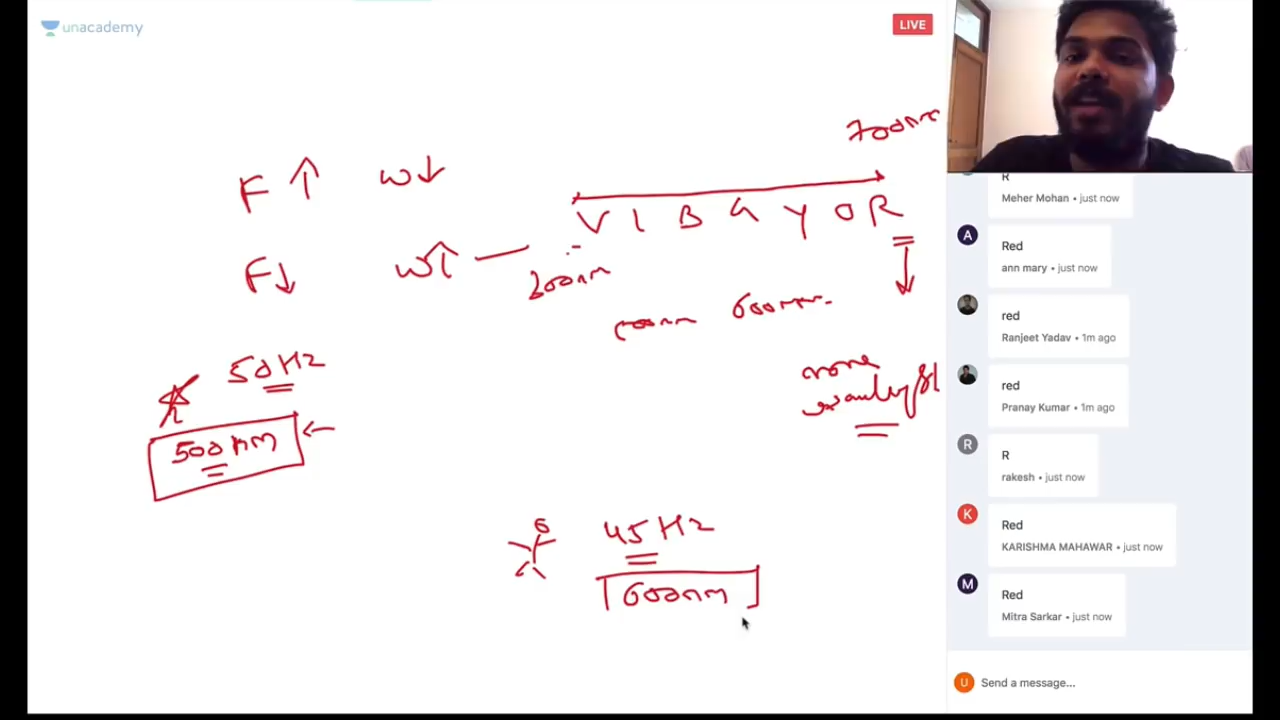 unacademy
LIVE
700nm
F ↑ W↓
V I B G Y O R
F↓ W↑
600nm
50Hz
more
500nm
45Hz
600nm
R
Meher Mohan • just now
A
Red
ann mary • just now
red
Ranjeet Yadav • 1m ago
red
Pranay Kumar • 1m ago
R
R
rakesh • just now
K
Red
KARISHMA MAHAWAR • just now
M
Red
Mitra Sarkar • just now
U
Send a message...